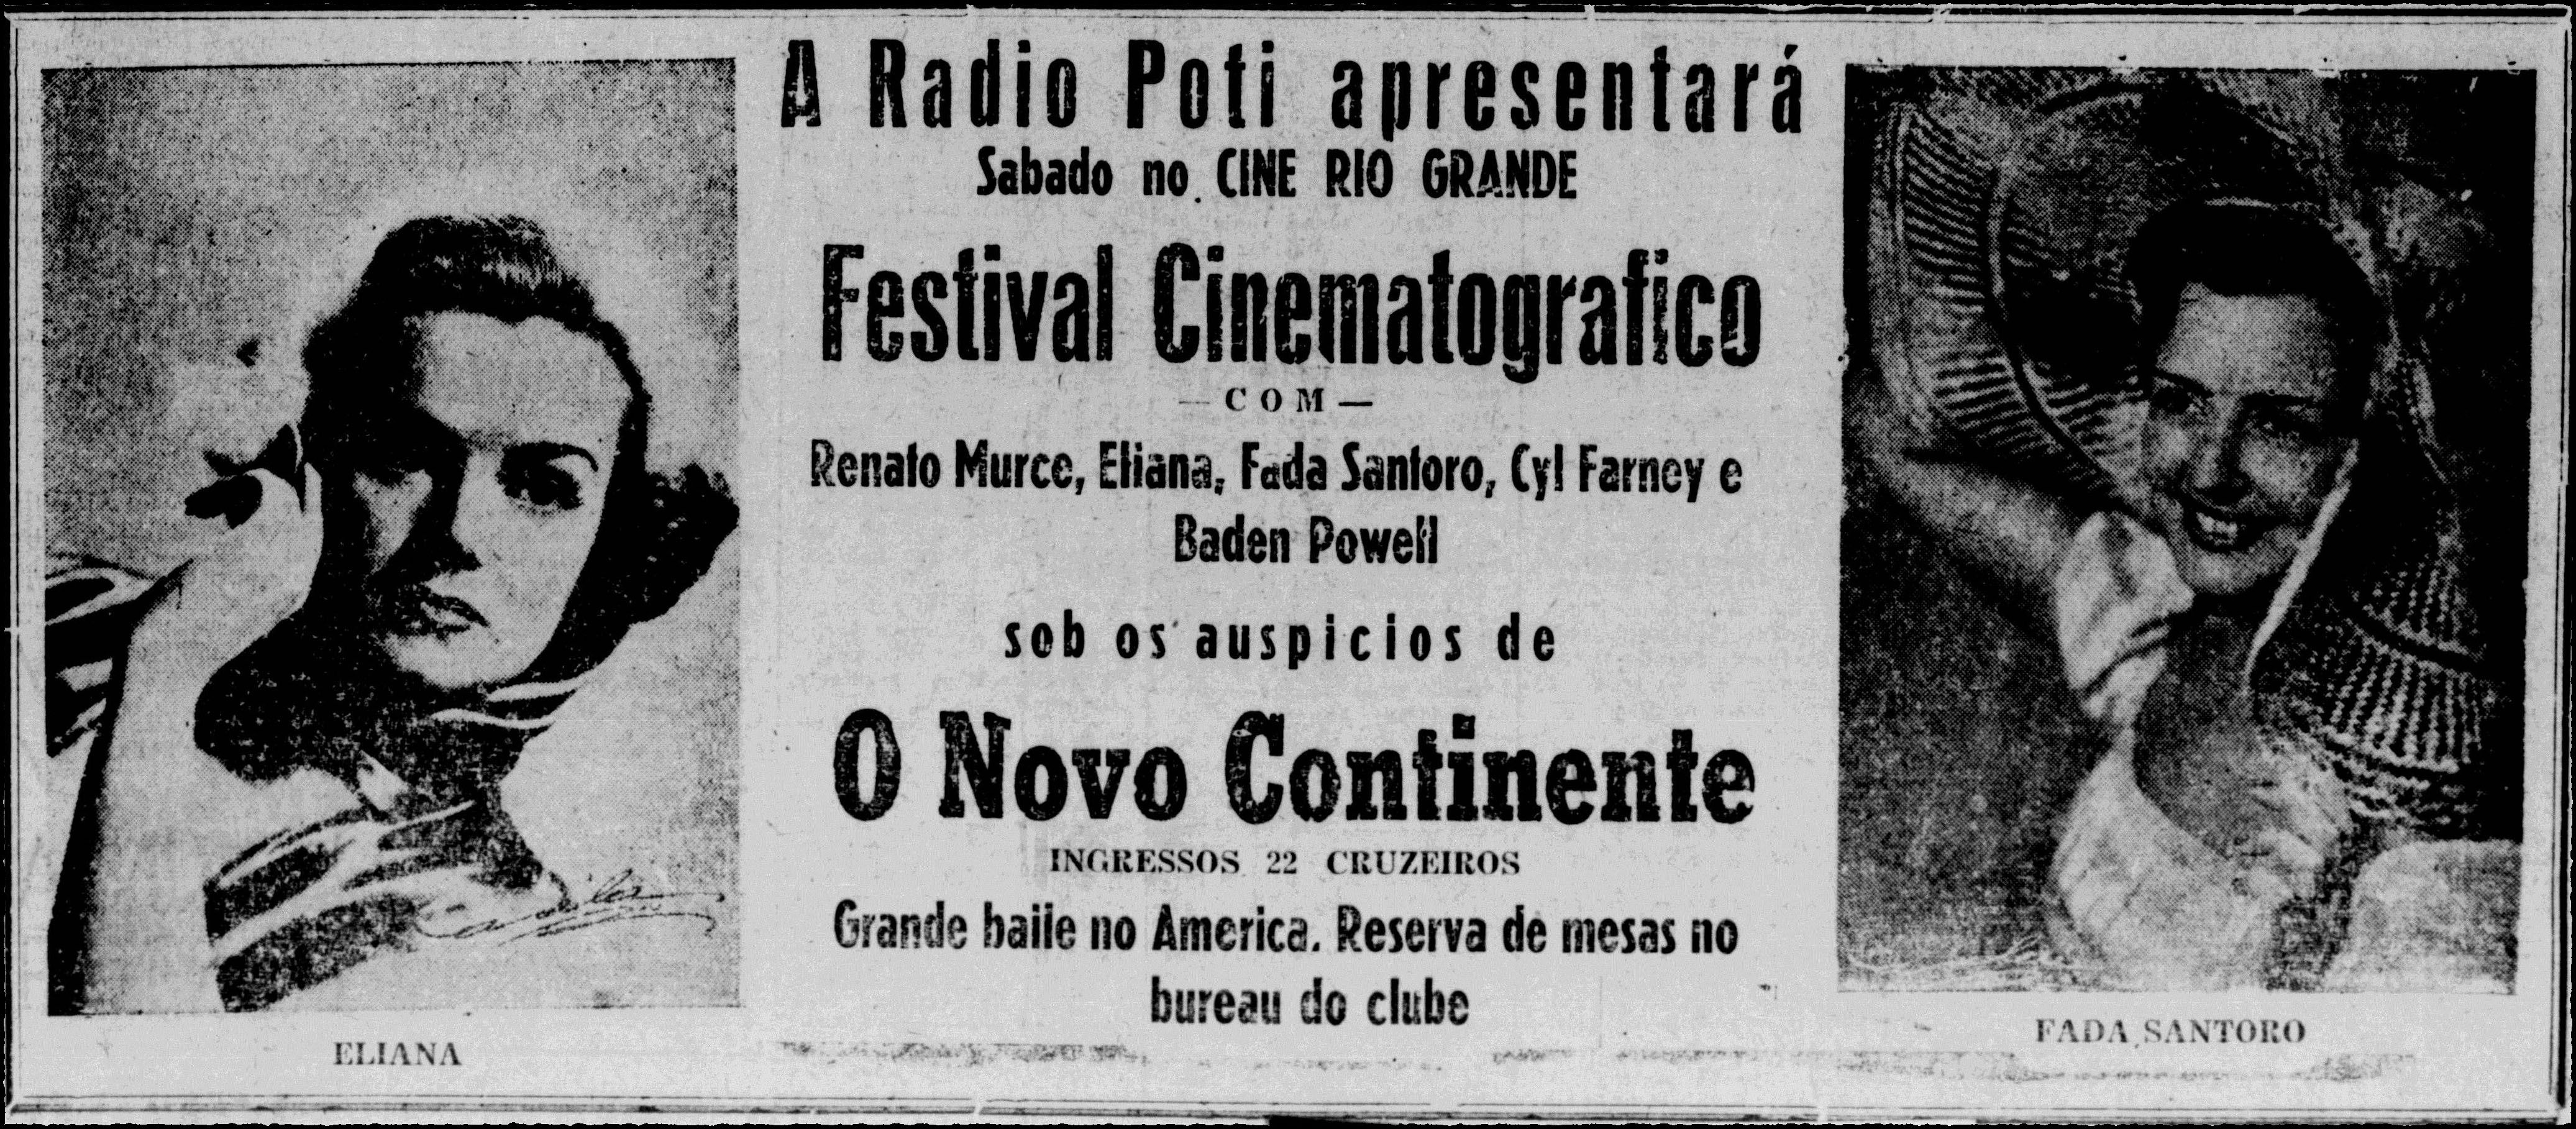 A Radio Poti apresentará
Sabado no CINE RIO GRANDE
Festival Cinematografico
— COM —
Renato Murce, Eliana, Fada Santoro, Cyl Farney e
Baden Powell
sob os auspicios de
O Novo Continente
INGRESSOS 22 CRUZEIROS
Grande baile no America. Reserva de mesas no
bureau do clube
ELIANA
FADA SANTORO